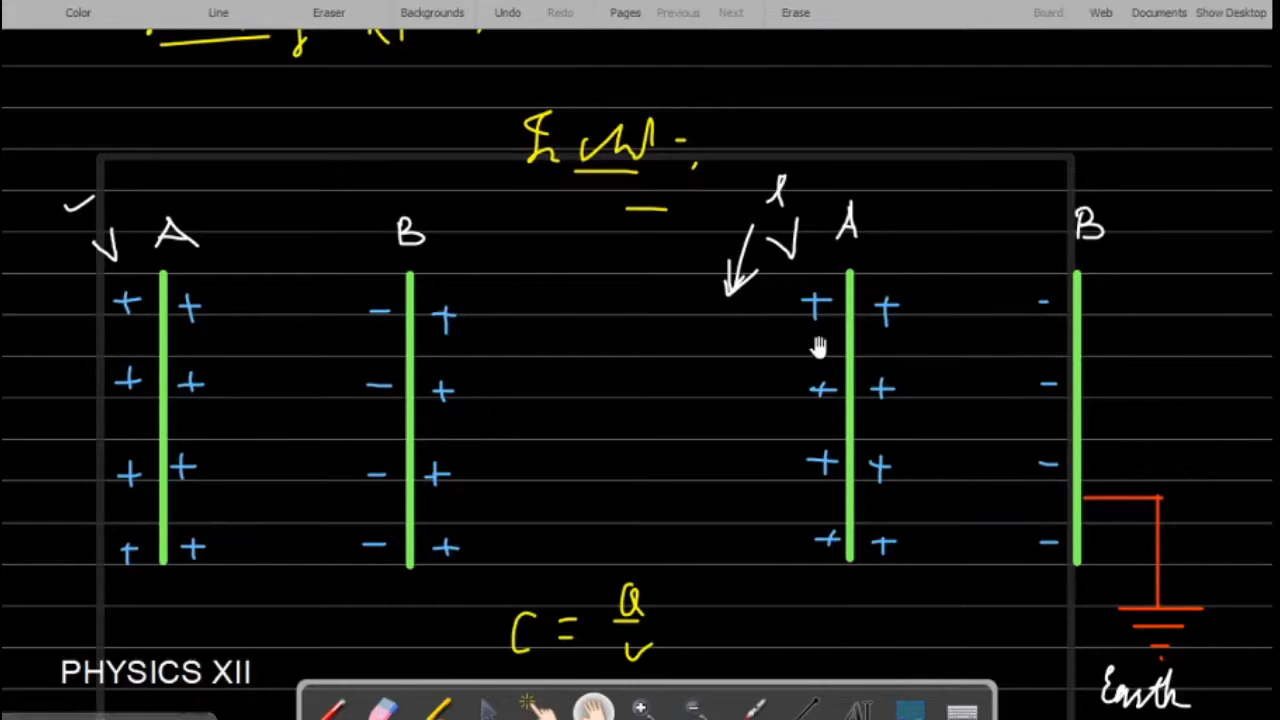 Color Line Eraser Backgrounds Undo Redo Pages Previous Next Erase Board Web Documents Show Desktop
A B A B
+ + - + + + -
+ + - + + + -
+ + - + + + -
+ + - + + + -
C = Q/V
PHYSICS XII
Earth